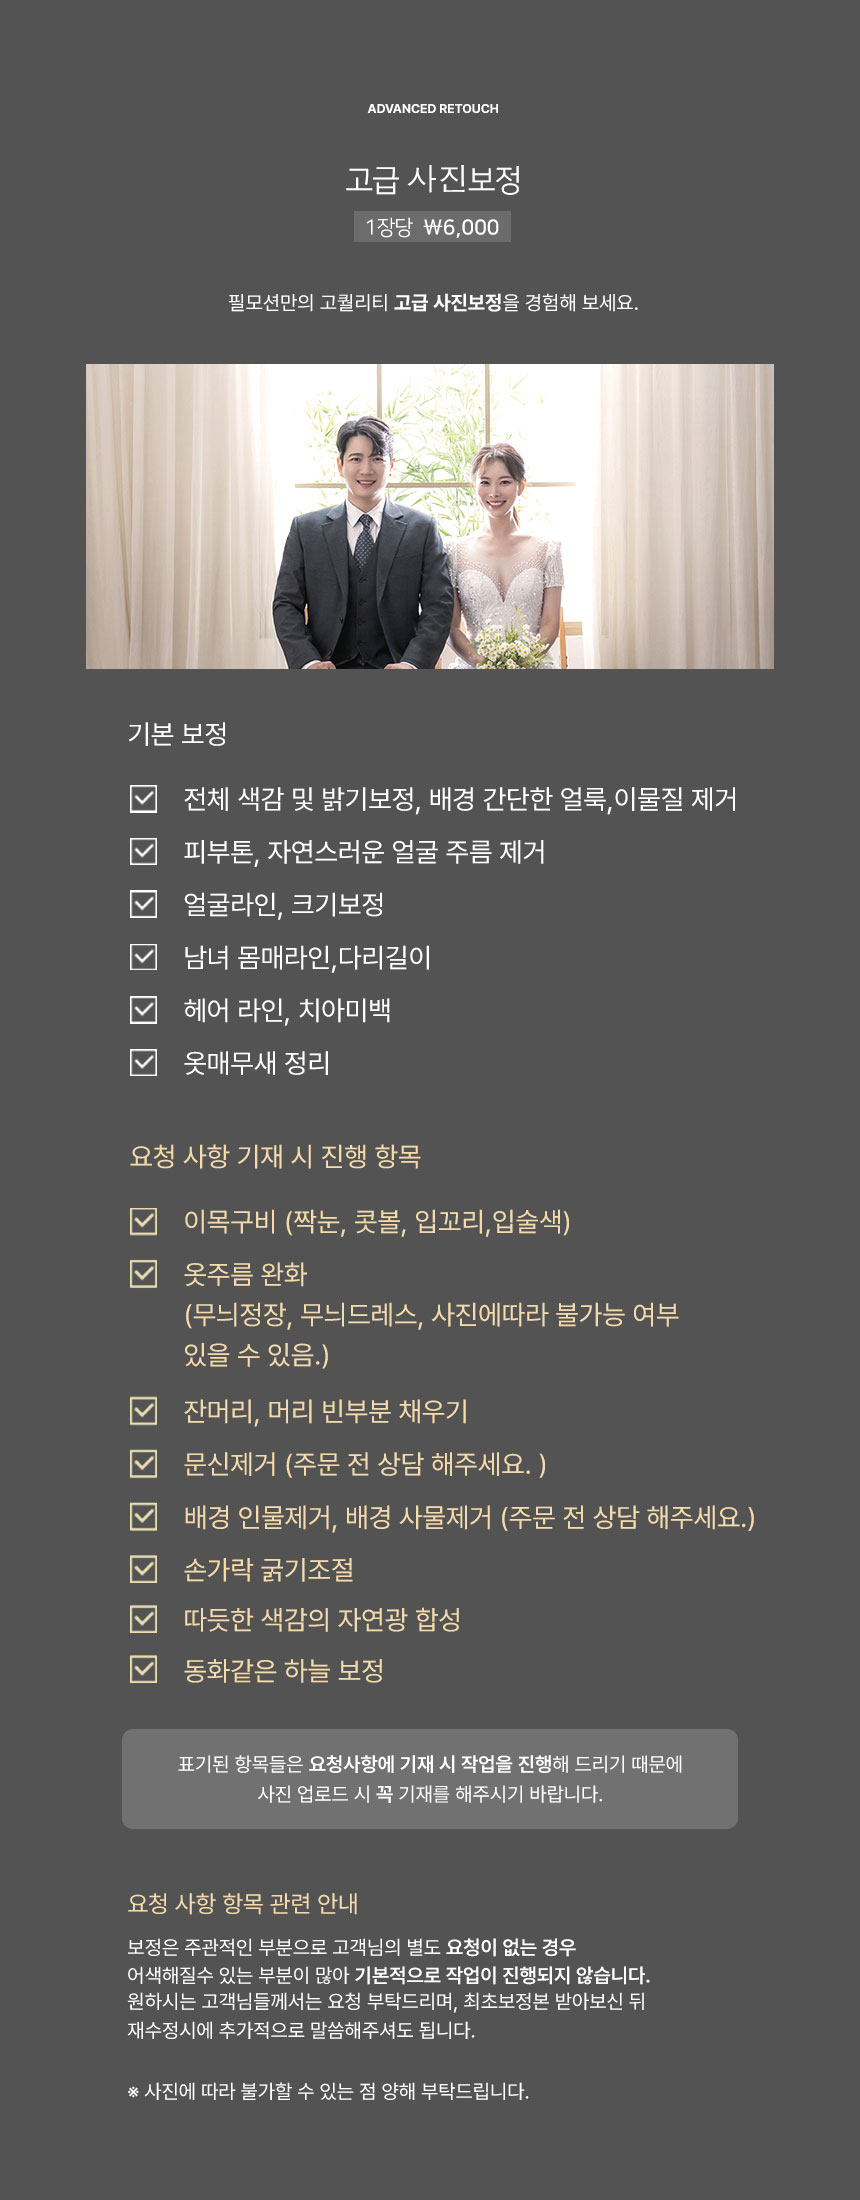 ADVANCED RETOUCH
고급 사진보정
1장당 ₩6,000
필모션만의 고퀄리티 고급 사진보정을 경험해 보세요.
기본 보정
전체 색감 및 밝기보정, 배경 간단한 얼룩,이물질 제거
피부톤, 자연스러운 얼굴 주름 제거
얼굴라인, 크기보정
남녀 몸매라인,다리길이
헤어 라인, 치아미백
옷매무새 정리
요청 사항 기재 시 진행 항목
이목구비 (짝눈, 콧볼, 입꼬리,입술색)
옷주름 완화
(무늬정장, 무늬드레스, 사진에따라 불가능 여부
있을 수 있음.)
잔머리, 머리 빈부분 채우기
문신제거 (주문 전 상담 해주세요. )
배경 인물제거, 배경 사물제거 (주문 전 상담 해주세요.)
손가락 굵기조절
따듯한 색감의 자연광 합성
동화같은 하늘 보정
표기된 항목들은 요청사항에 기재 시 작업을 진행해 드리기 때문에
사진 업로드 시 꼭 기재를 해주시기 바랍니다.
요청 사항 항목 관련 안내
보정은 주관적인 부분으로 고객님의 별도 요청이 없는 경우
어색해질수 있는 부분이 많아 기본적으로 작업이 진행되지 않습니다.
원하시는 고객님들께서는 요청 부탁드리며, 최초보정본 받아보신 뒤
재수정시에 추가적으로 말씀해주셔도 됩니다.
※ 사진에 따라 불가할 수 있는 점 양해 부탁드립니다.